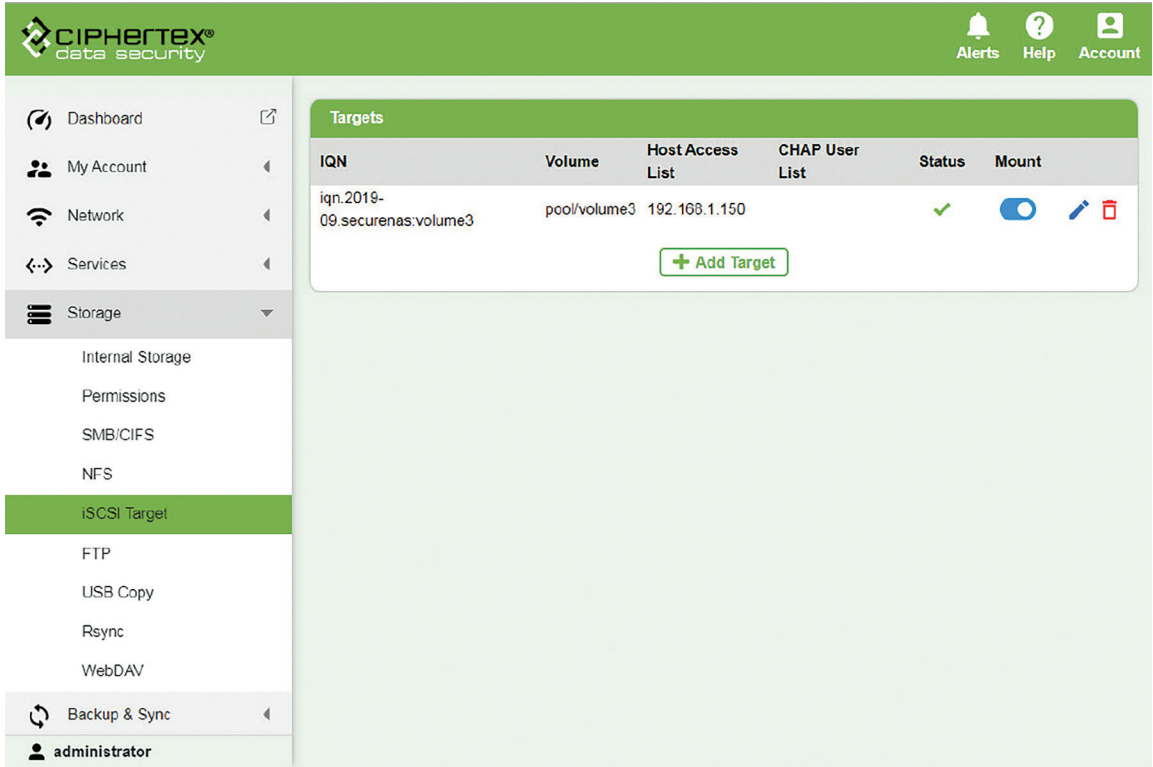 CIPHERTEX®
data security
Alerts Help Account
Dashboard
My Account
Network
Services
Storage
Internal Storage
Permissions
SMB/CIFS
NFS
iSCSI Target
FTP
USB Copy
Rsync
WebDAV
Backup & Sync
administrator
Targets
IQN Volume Host Access List CHAP User List Status Mount
iqn.2019-
09.securenas:volume3 pool/volume3 192.168.1.150
Add Target